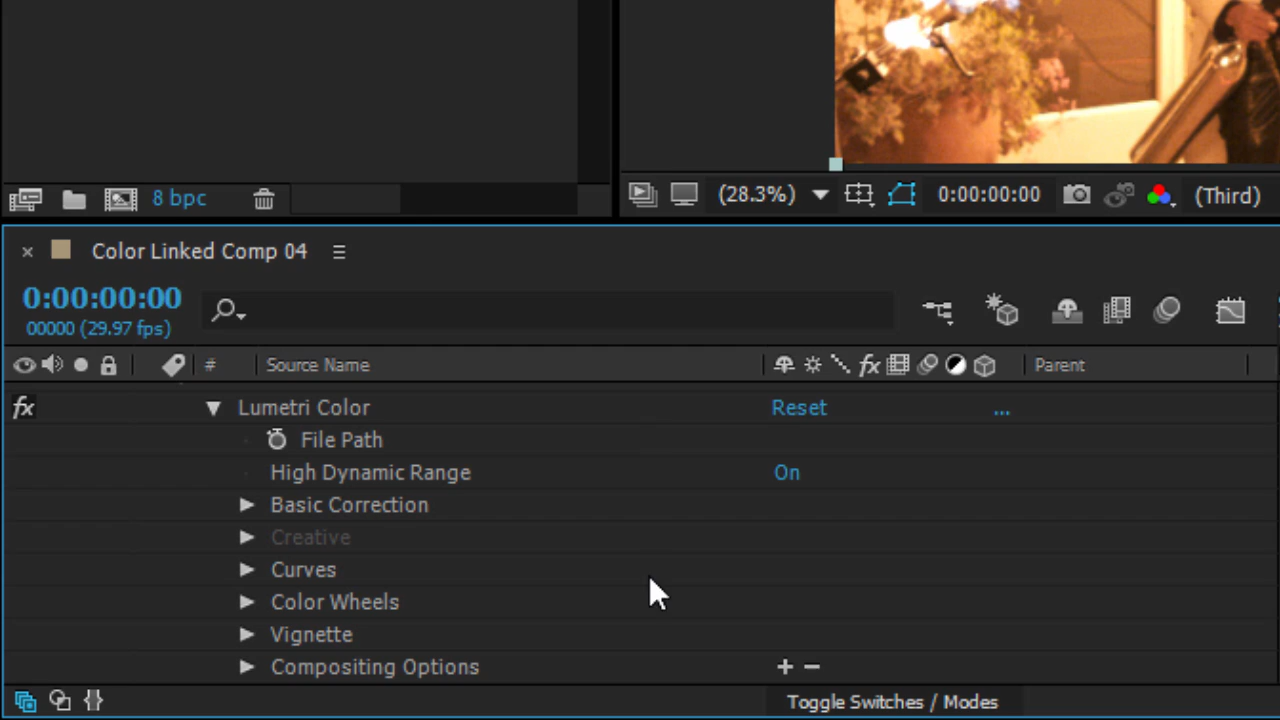 8 bpc
(28.3%) 0:00:00:00 (Third)
× Color Linked Comp 04
0:00:00:00
00000 (29.97 fps)
# Source Name fx Parent
fx Lumetri Color Reset ...
File Path
High Dynamic Range On
Basic Correction
Creative
Curves
Color Wheels
Vignette
Compositing Options + −
Toggle Switches / Modes